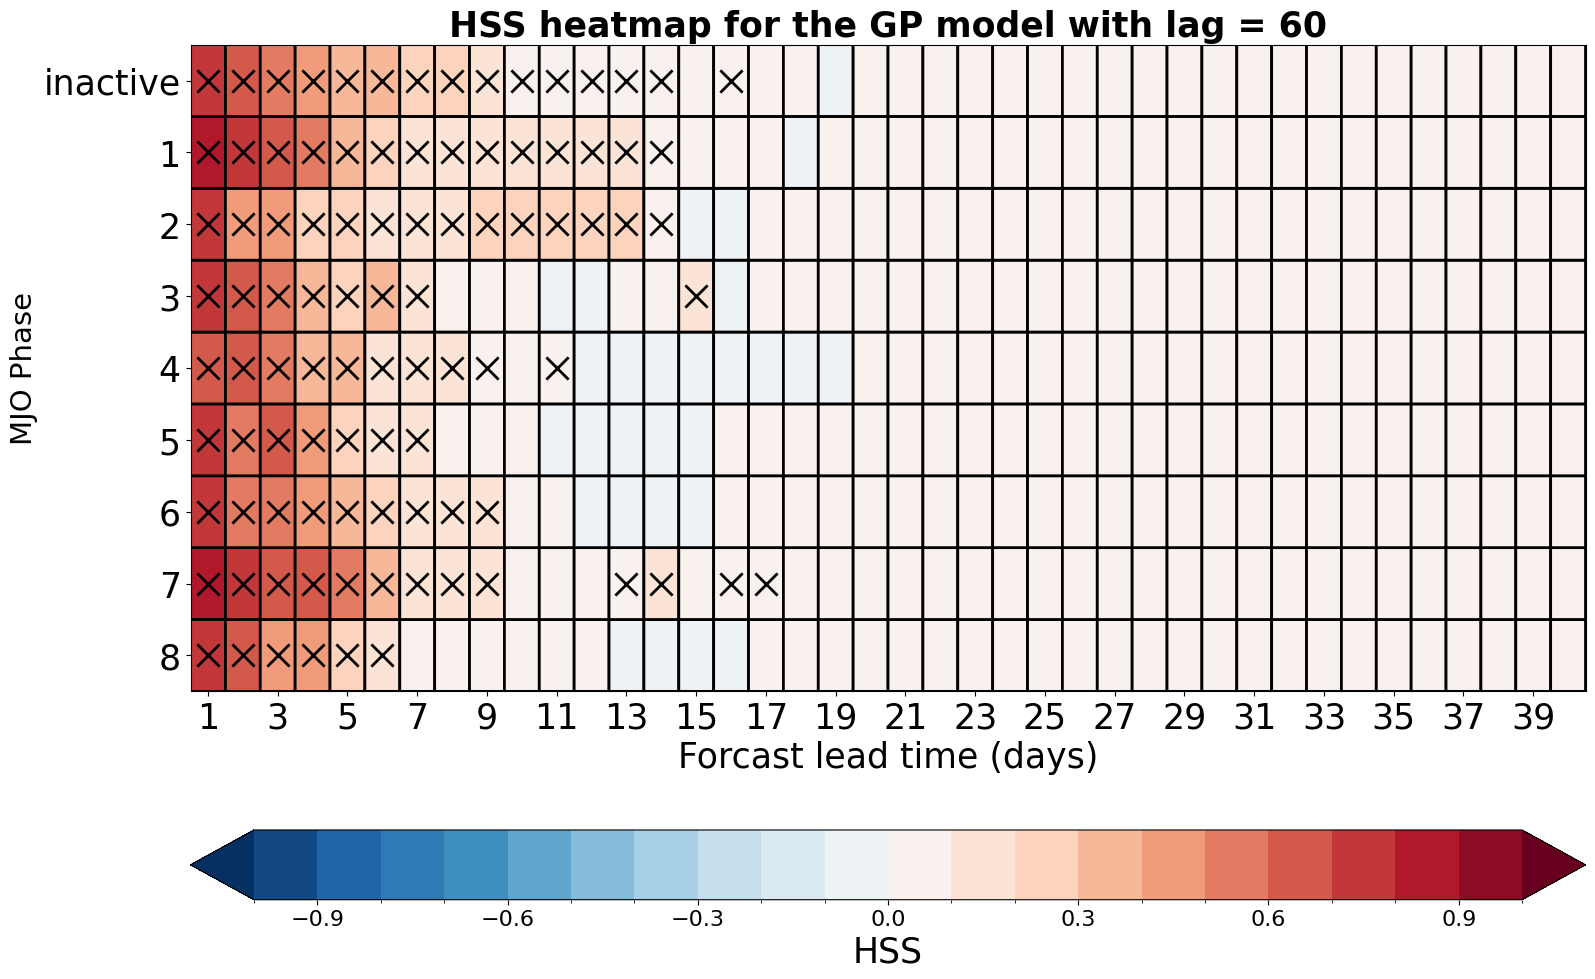 HSS heatmap for the GP model with lag = 60
MJO Phase
inactive
1
2
3
4
5
6
7
8
1 3 5 7 9 11 13 15 17 19 21 23 25 27 29 31 33 35 37 39
Forcast lead time (days)
−0.9 −0.6 −0.3 0.0 0.3 0.6 0.9
HSS